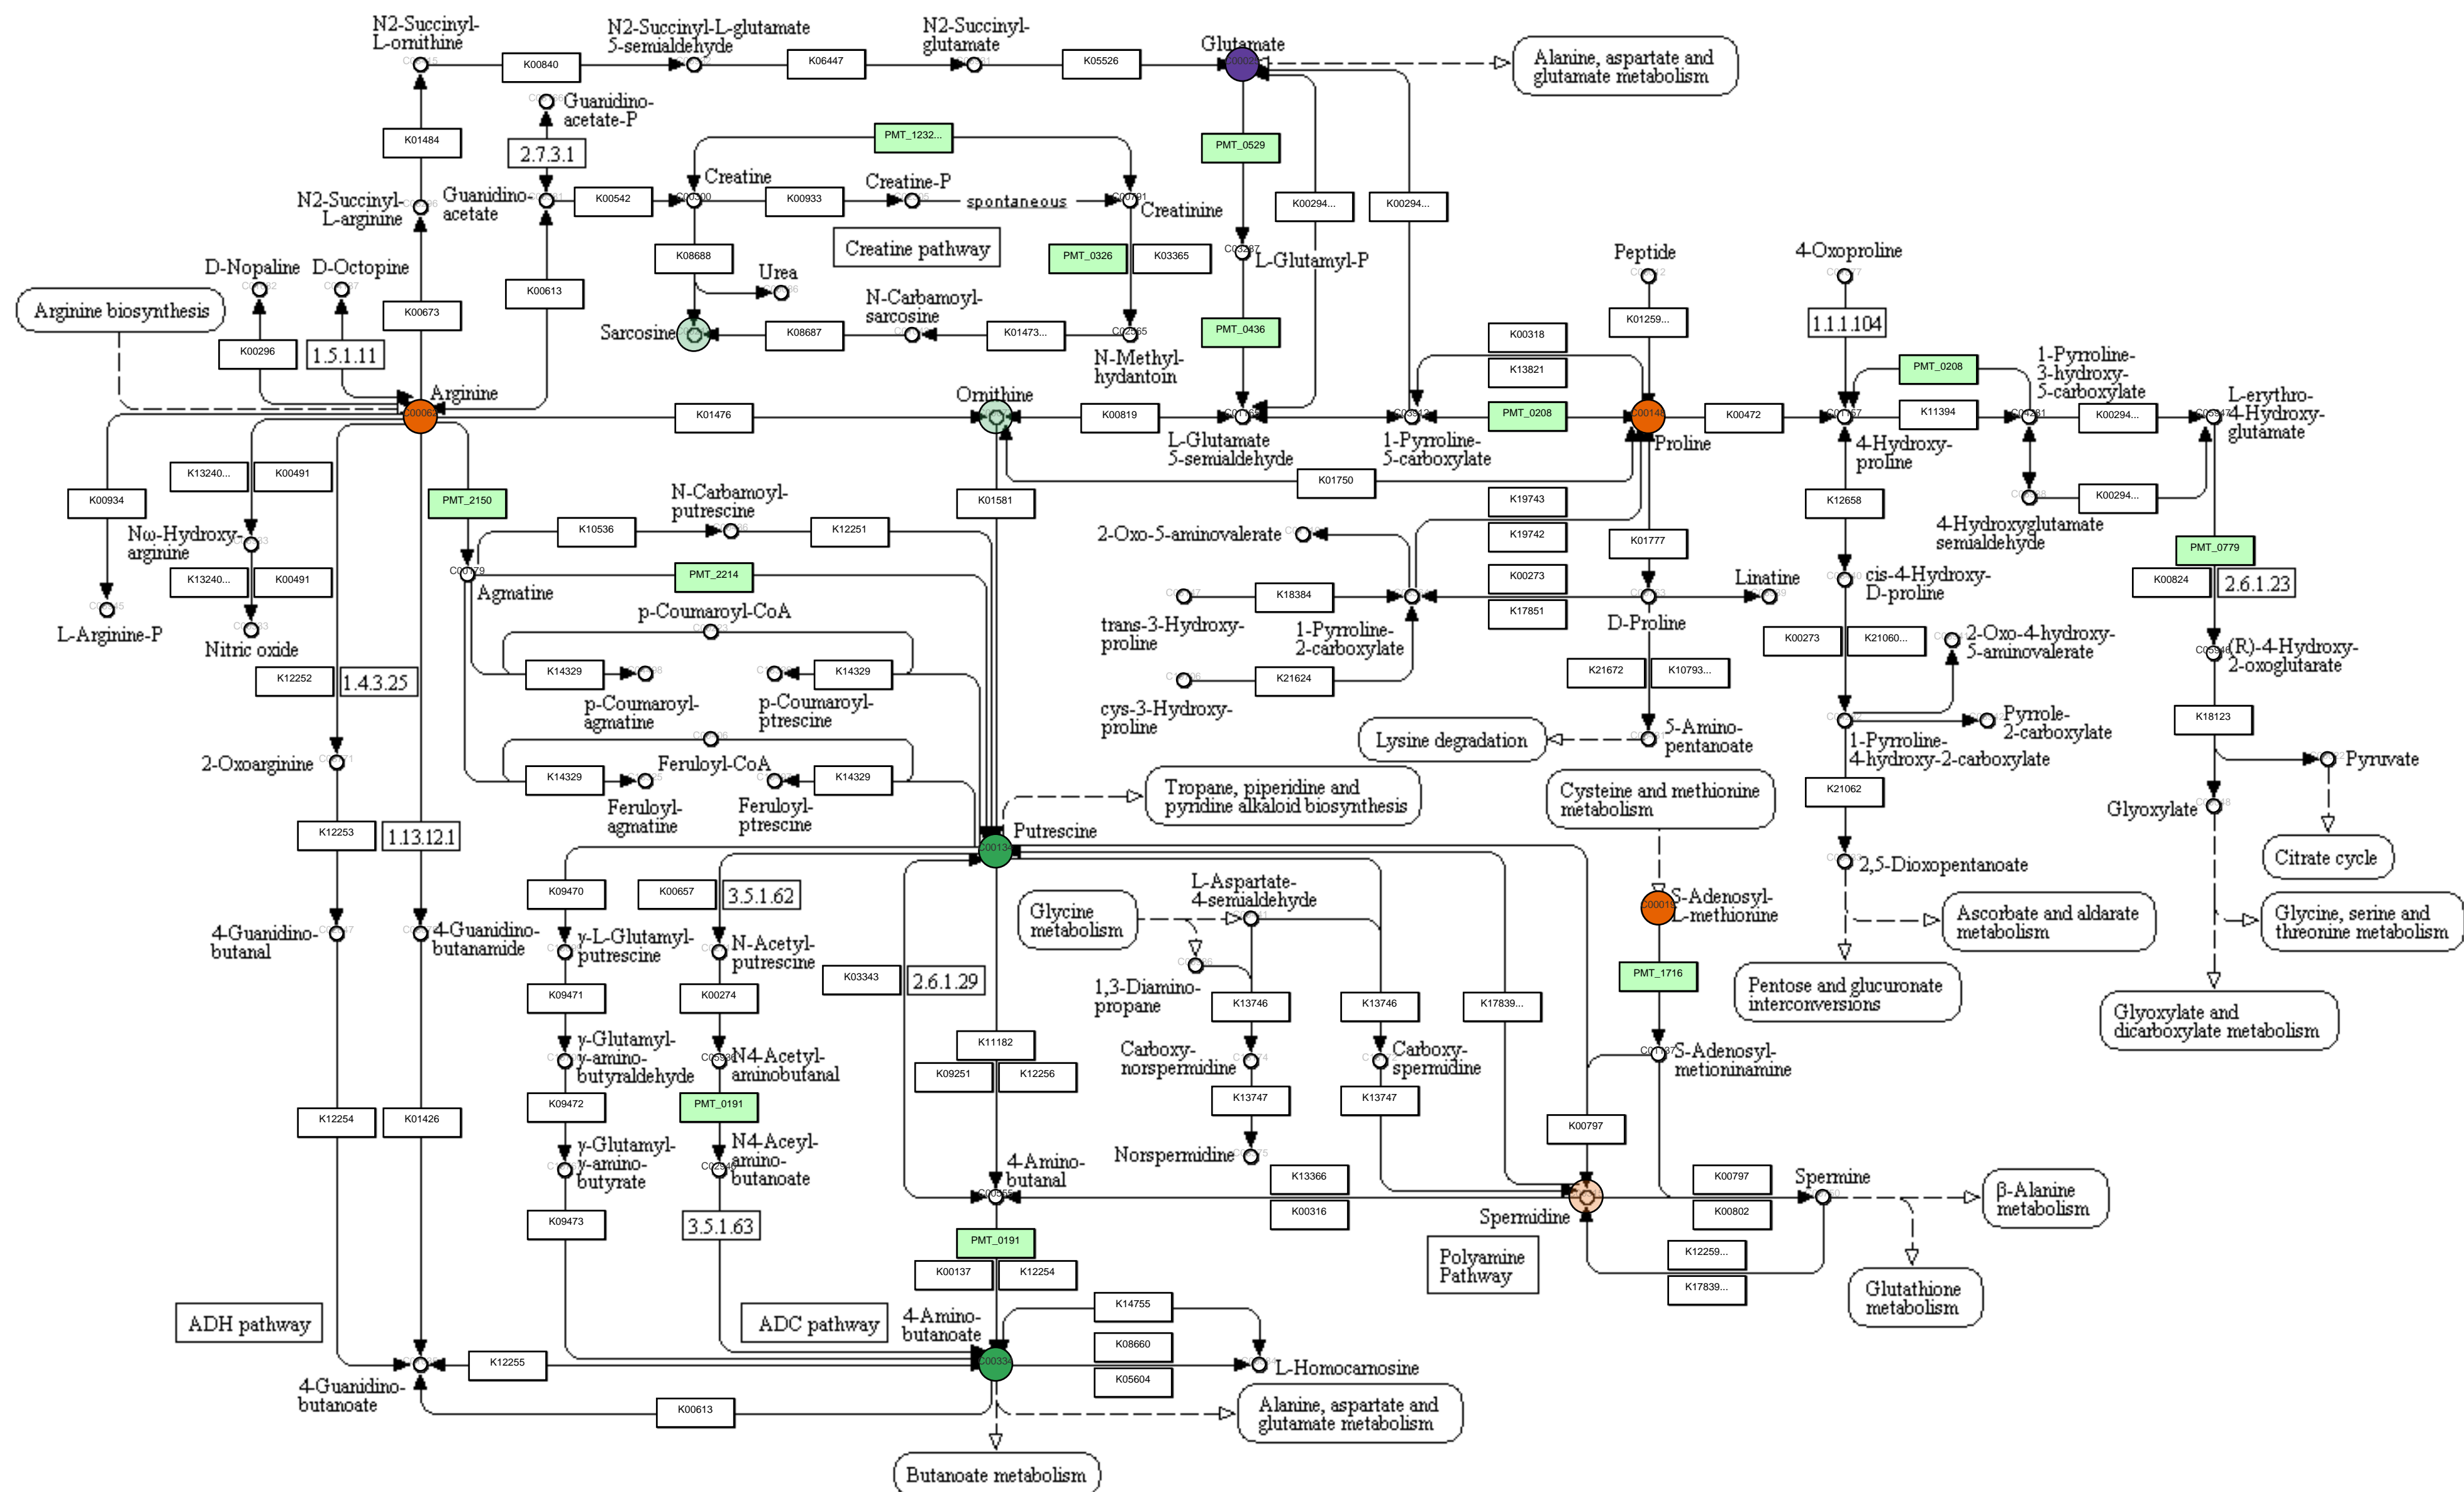 N2-Succinyl-
L-ornithine
N2-Succinyl-L-glutamate
5-semialdehyde
N2-Succinyl-
glutamate
Glutamate
K00840
K06447
K05526
Alanine, aspartate and
glutamate metabolism
Guanidino-
acetate-P
K01484
2.7.3.1
PMT_1232...
PMT_0529
N2-Succinyl-
L-arginine
Guanidino-
acetate
K00542
Creatine
K00933
Creatine-P
spontaneous
Creatinine
K00294...
K00294...
Creatine pathway
K08688
PMT_0326
K03365
L-Glutamyl-P
Peptide
4-Oxoproline
D-Nopaline
D-Octopine
Urea
K00613
Arginine biosynthesis
K00673
N-Carbamoyl-
sarcosine
Sarcosine
K08687
K01473...
PMT_0436
K00318
K01259...
1.1.1.104
K00296
1.5.1.11
N-Methyl-
hydantoin
K13821
PMT_0208
1-Pyrroline-
3-hydroxy-
5-carboxylate
Arginine
C00062
Ornithine
K01476
K00819
PMT_0208
C00148
K00472
K11394
K00294...
L-erythro-
4-Hydroxy-
glutamate
L-Glutamate
5-semialdehyde
1-Pyrroline-
5-carboxylate
Proline
4-Hydroxy-
proline
K13240...
K00491
K01750
K00934
PMT_2150
N-Carbamoyl-
putrescine
K01581
K19743
K12658
K00294...
4-Hydroxyglutamate
semialdehyde
Nω-Hydroxy-
arginine
K10536
K12251
2-Oxo-5-aminovalerate
K19742
K01777
PMT_0779
K13240...
K00491
C00179
Agmatine
PMT_2214
K00273
Linatine
cis-4-Hydroxy-
D-proline
K00824
2.6.1.23
L-Arginine-P
Nitric oxide
p-Coumaroyl-CoA
K18384
K17851
trans-3-Hydroxy-
proline
1-Pyrroline-
2-carboxylate
D-Proline
K00273
K21060...
2-Oxo-4-hydroxy-
5-aminovalerate
(R)-4-Hydroxy-
2-oxoglutarate
K12252
1.4.3.25
K14329
K14329
K21624
K21672
K10793...
p-Coumaroyl-
agmatine
p-Coumaroyl-
ptrescine
cys-3-Hydroxy-
proline
K18123
Lysine degradation
5-Amino-
pentanoate
Pyrrole-
2-carboxylate
1-Pyrroline-
4-hydroxy-2-carboxylate
2-Oxoarginine
Feruloyl-CoA
Pyruvate
K14329
K14329
Tropane, piperidine and
pyridine alkaloid biosynthesis
Cysteine and methionine
metabolism
K21062
Glyoxylate
Feruloyl-
agmatine
Feruloyl-
ptrescine
K12253
1.13.12.1
Putrescine
C00134
2,5-Dioxopentanoate
Citrate cycle
K09470
K00657
3.5.1.62
Glycine
metabolism
L-Aspartate-
4-semialdehyde
C00019
S-Adenosyl-
L-methionine
Ascorbate and aldarate
metabolism
Glycine, serine and
threonine metabolism
4-Guanidino-
butanal
4-Guanidino-
butanamide
γ-L-Glutamyl-
putrescine
N-Acetyl-
putrescine
K03343
2.6.1.29
PMT_1716
Pentose and glucuronate
interconversions
K09471
K00274
1,3-Diamino-
propane
K13746
K13746
K17839...
Glyoxylate and
dicarboxylate metabolism
γ-Glutamyl-
γ-amino-
butyraldehyde
N4-Acetyl-
aminobutanal
K11182
K09251
K12256
Carboxy-
norspermidine
Carboxy-
spermidine
S-Adenosyl-
metioninamine
K12254
K01426
K09472
PMT_0191
K13747
K13747
K00797
γ-Glutamyl-
γ-amino-
butyrate
N4-Aceyl-
amino-
butanoate
4-Amino-
butanal
Norspermidine
K13366
K00797
Spermine
β-Alanine
metabolism
K09473
3.5.1.63
K00316
Spermidine
K00802
PMT_0191
Polyamine
Pathway
K12259...
K00137
K12254
K17839...
Glutathione
metabolism
ADH pathway
ADC pathway
4-Amino-
butanoate
K14755
K08660
K12255
C00334
L-Homocarnosine
K05604
4-Guanidino-
butanoate
K00613
Alanine, aspartate and
glutamate metabolism
Butanoate metabolism